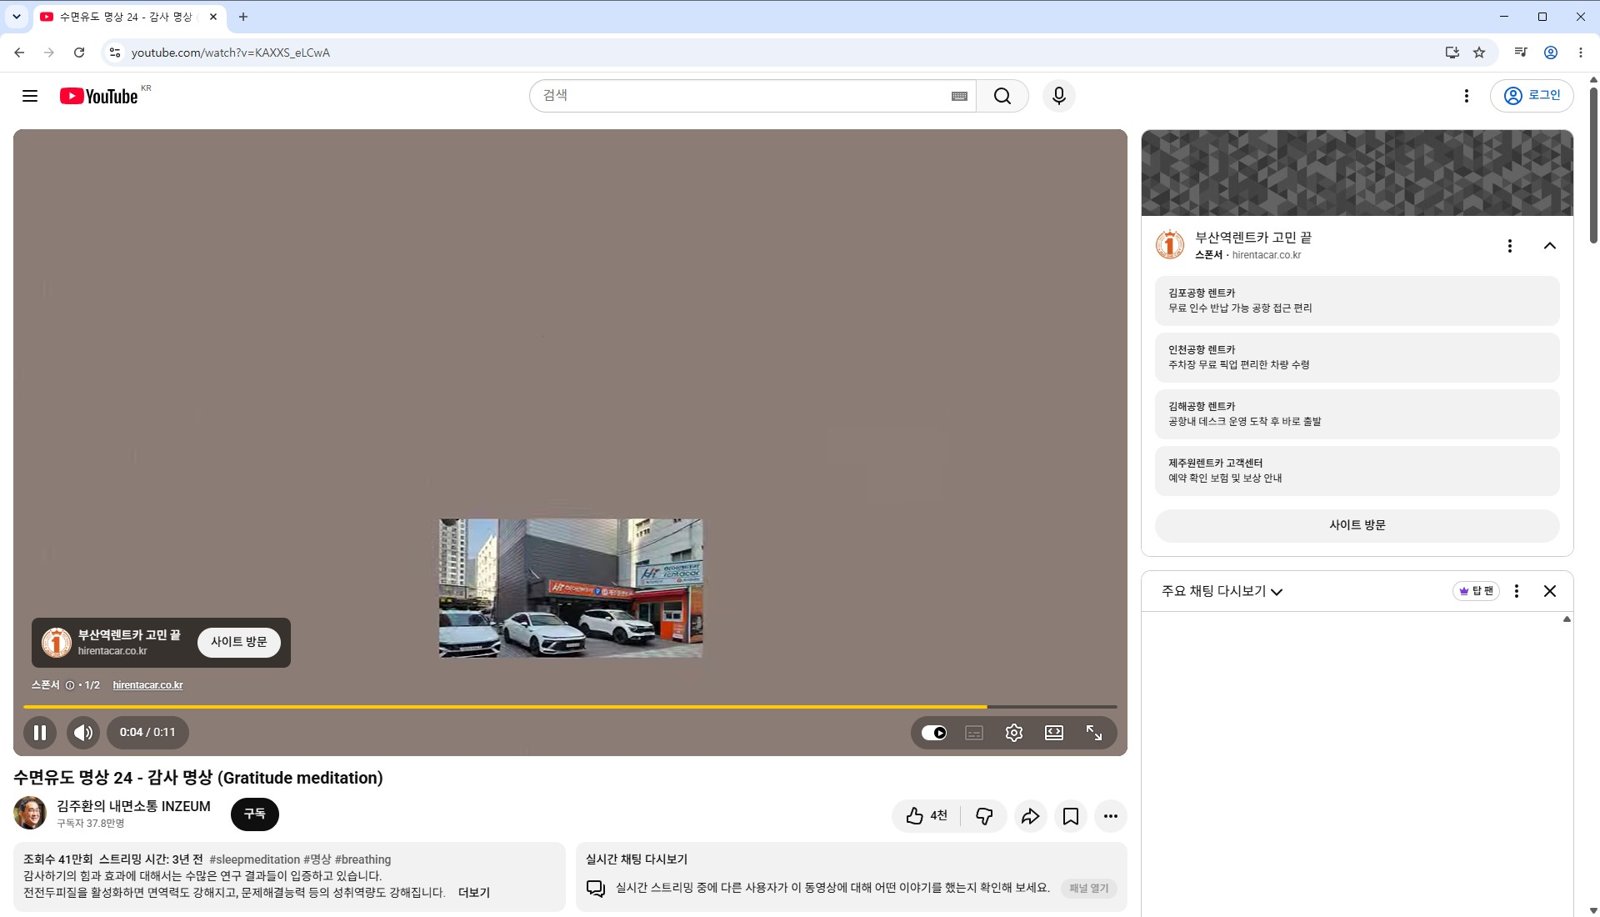 수면유도 명상 24 - 감사 명상
youtube.com/watch?v=KAXXS_eLCwA
YouTube KR
검색
로그인
부산역렌트카 고민 끝
스폰서 · hirentacar.co.kr
김포공항 렌트카
무료 인수 반납 가능 공항 접근 편리
인천공항 렌트카
주차장 무료 픽업 편리한 차량 수령
김해공항 렌트카
공항내 데스크 운영 도착 후 바로 출발
제주원렌트카 고객센터
예약 확인 보험 및 보상 안내
사이트 방문
부산역렌트카 고민 끝
hirentacar.co.kr
사이트 방문
스폰서 · 1/2 hirentacar.co.kr
0:04 / 0:11
주요 채팅 다시보기
탑 팬
수면유도 명상 24 - 감사 명상 (Gratitude meditation)
김주환의 내면소통 INZEUM
구독자 37.8만명
구독
4천
조회수 41만회 스트리밍 시간: 3년 전 #sleepmeditation #명상 #breathing
감사하기의 힘과 효과에 대해서는 수많은 연구 결과들이 입증하고 있습니다.
전전두피질을 활성화하면 면역력도 강해지고, 문제해결능력 등의 성취역량도 강해집니다. 더보기
실시간 채팅 다시보기
실시간 스트리밍 중에 다른 사용자가 이 동영상에 대해 어떤 이야기를 했는지 확인해 보세요.
패널 열기